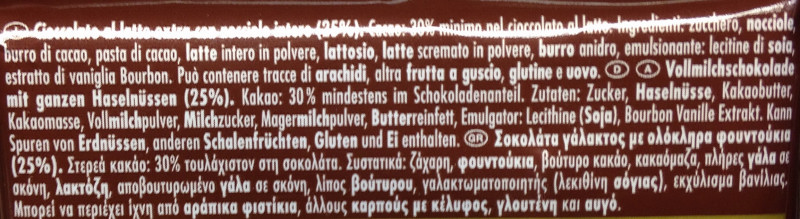 Ⓘ Cioccolato al latte extra con nocciole intere (25%). Cacao: 30% minimo nel cioccolato al latte. Ingredienti: zucchero, nocciole,
burro di cacao, pasta di cacao, latte intero in polvere, lattosio, latte scremato in polvere, burro anidro, emulsionante: lecitine di soia,
estratto di vaniglia Bourbon. Può contenere tracce di arachidi, altra frutta a guscio, glutine e uovo. Ⓓ Ⓐ Vollmilchschokolade
mit ganzen Haselnüssen (25%). Kakao: 30% mindestens im Schokoladenanteil. Zutaten: Zucker, Haselnüsse, Kakaobutter,
Kakaomasse, Vollmilchpulver, Milchzucker, Magermilchpulver, Butterreinfett, Emulgator: Lecithine (Soja), Bourbon Vanille Extrakt. Kann
Spuren von Erdnüssen, anderen Schalenfrüchten, Gluten und Ei enthalten. GR Σοκολάτα γάλακτος με ολόκληρα φουντούκια
(25%). Στερεά κακάο: 30% τουλάχιστον στη σοκολάτα. Συστατικά: ζάχαρη, φουντούκια, βούτυρο κακάο, κακαόμαζα, πλήρες γάλα σε
σκόνη, λακτόζη, αποβουτυρωμένο γάλα σε σκόνη, λίπος βούτυρου, γαλακτωματοποιητής (λεκιθίνη σόγιας), εκχύλισμα βανίλιας.
Μπορεί να περιέχει ίχνη από αράπικα φιστίκια, άλλους καρπούς με κέλυφος, γλουτένη και αυγό.